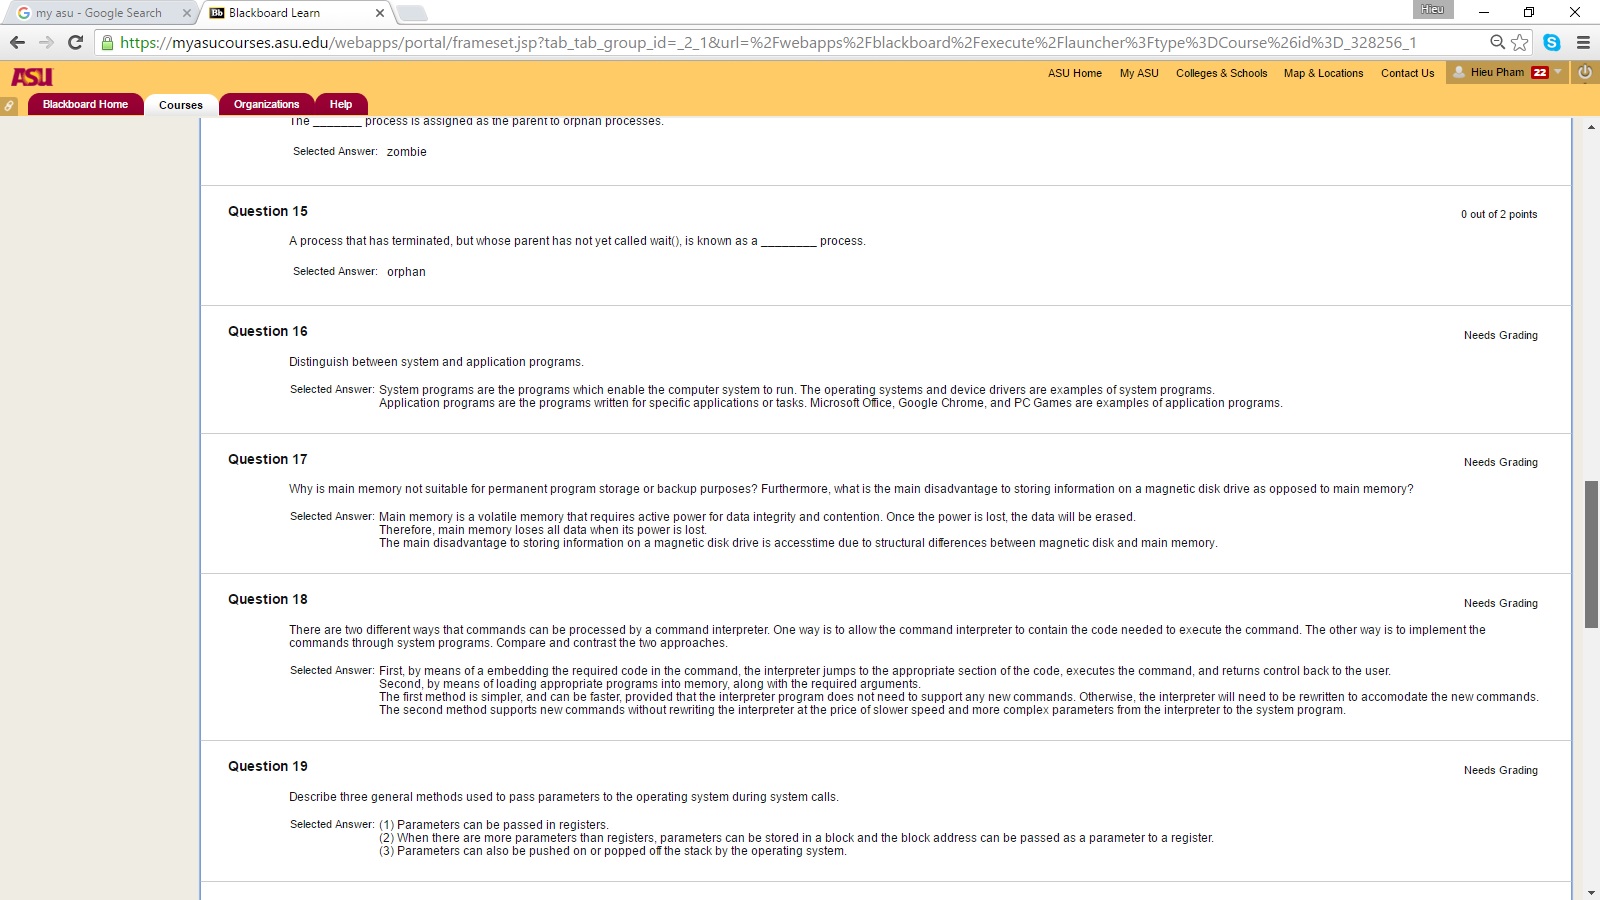 my asu - Google Search
Blackboard Learn
Hieu
https://myasucourses.asu.edu/webapps/portal/frameset.jsp?tab_tab_group_id=_2_1&url=%2Fwebapps%2Fblackboard%2Fexecute%2Flauncher%3Ftype%3DCourse%26id%3D_328256_1
ASU
ASU Home My ASU Colleges & Schools Map & Locations Contact Us Hieu Pham 22
Blackboard Home Courses Organizations Help
The _______ process is assigned as the parent to orphan processes.
Selected Answer: zombie
Question 15
0 out of 2 points
A process that has terminated, but whose parent has not yet called wait(), is known as a ________ process.
Selected Answer: orphan
Question 16
Needs Grading
Distinguish between system and application programs.
Selected Answer: System programs are the programs which enable the computer system to run. The operating systems and device drivers are examples of system programs.
Application programs are the programs written for specific applications or tasks. Microsoft Office, Google Chrome, and PC Games are examples of application programs.
Question 17
Needs Grading
Why is main memory not suitable for permanent program storage or backup purposes? Furthermore, what is the main disadvantage to storing information on a magnetic disk drive as opposed to main memory?
Selected Answer: Main memory is a volatile memory that requires active power for data integrity and contention. Once the power is lost, the data will be erased.
Therefore, main memory loses all data when its power is lost.
The main disadvantage to storing information on a magnetic disk drive is accesstime due to structural differences between magnetic disk and main memory.
Question 18
Needs Grading
There are two different ways that commands can be processed by a command interpreter. One way is to allow the command interpreter to contain the code needed to execute the command. The other way is to implement the
commands through system programs. Compare and contrast the two approaches.
Selected Answer: First, by means of a embedding the required code in the command, the interpreter jumps to the appropriate section of the code, executes the command, and returns control back to the user.
Second, by means of loading appropriate programs into memory, along with the required arguments.
The first method is simpler, and can be faster, provided that the interpreter program does not need to support any new commands. Otherwise, the interpreter will need to be rewritten to accomodate the new commands.
The second method supports new commands without rewriting the interpreter at the price of slower speed and more complex parameters from the interpreter to the system program.
Question 19
Needs Grading
Describe three general methods used to pass parameters to the operating system during system calls.
Selected Answer: (1) Parameters can be passed in registers.
(2) When there are more parameters than registers, parameters can be stored in a block and the block address can be passed as a parameter to a register.
(3) Parameters can also be pushed on or popped off the stack by the operating system.